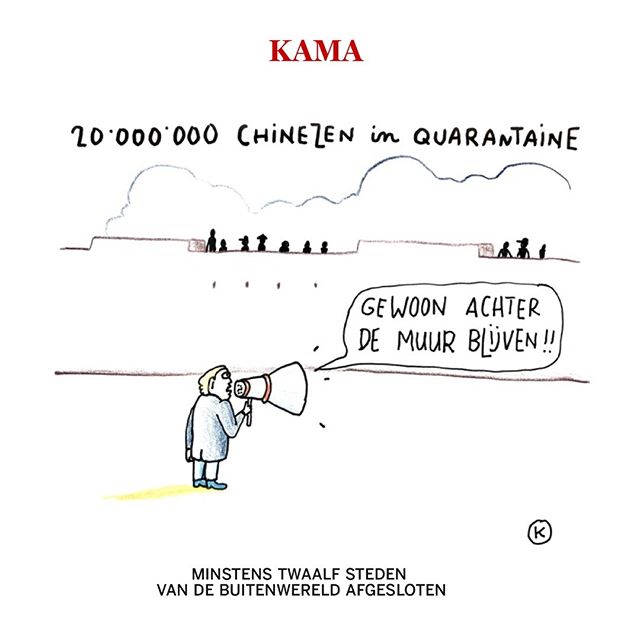 KAMA
20.000.000 CHINEZEN in QUARANTAINE
GEWOON ACHTER
DE MUUR BLIJVEN!!
K
MINSTENS TWAALF STEDEN
VAN DE BUITENWERELD AFGESLOTEN